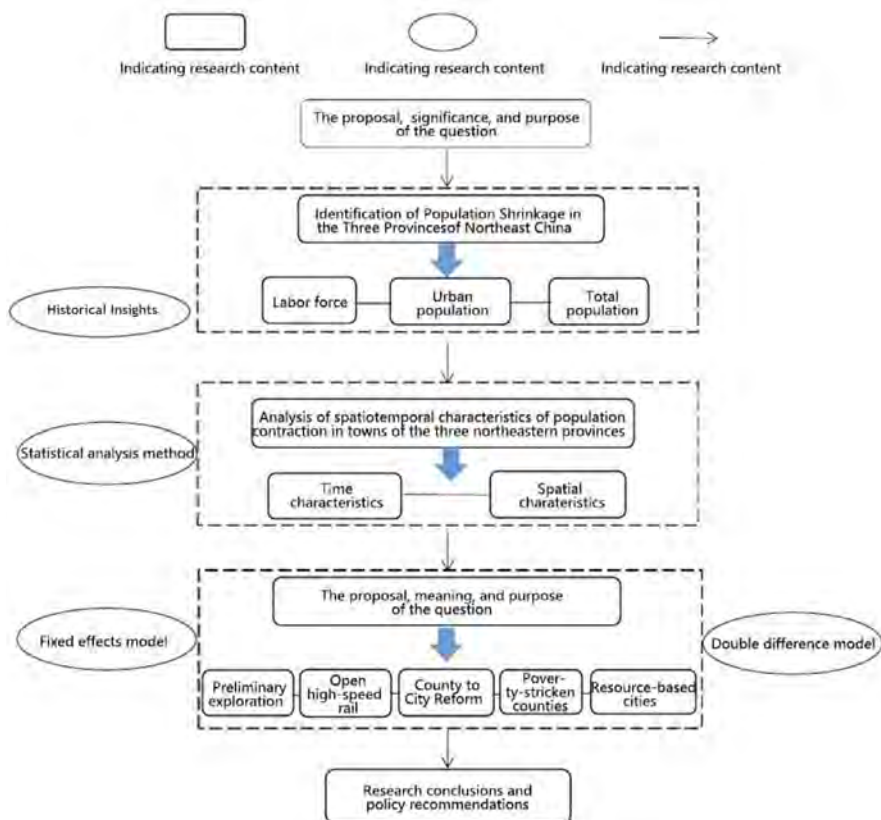 Indicating research content
Indicating research content
Indicating research content
The proposal, significance, and purpose
of the question
Identification of Population Shrinkage in
the Three Provincesof Northeast China
Labor force
Urban
population
Total
population
Historical Insights
Analysis of spatiotemporal characteristics of population
contraction in towns of the three northeastern provinces
Statistical analysis method
Time
characteristics
Spatial
charateristics
The proposal, meaning, and purpose
of the question
Fixed effects model
Double difference model
Preliminary
exploration
Open
high-speed
rail
County to
City Reform
Pover-
ty-stricken
counties
Resource-based
cities
Research conclusions and
policy recommendations